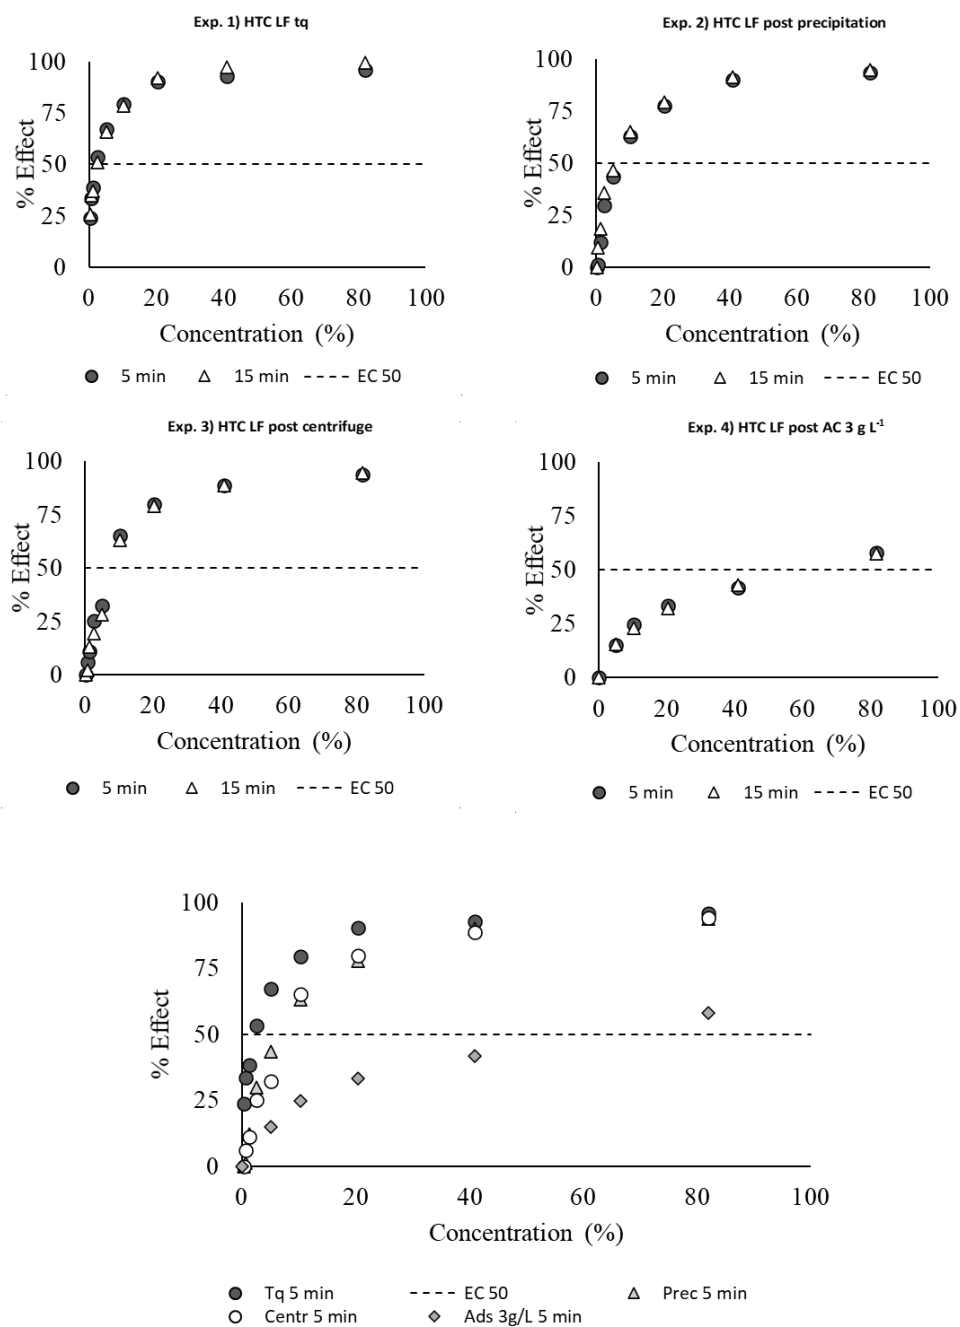 Exp. 1) HTC LF tq
100
75
50
25
0
% Effect
0 20 40 60 80 100
Concentration (%)
5 min 15 min EC 50
Exp. 2) HTC LF post precipitation
100
75
50
25
0
% Effect
0 20 40 60 80 100
Concentration (%)
5 min 15 min EC 50
Exp. 3) HTC LF post centrifuge
100
75
50
25
0
% Effect
0 20 40 60 80 100
Concentration (%)
5 min 15 min EC 50
Exp. 4) HTC LF post AC 3 g L⁻¹
100
75
50
25
0
% Effect
0 20 40 60 80 100
Concentration (%)
5 min 15 min EC 50
100
75
50
25
0
% Effect
0 20 40 60 80 100
Concentration (%)
Tq 5 min EC 50 Prec 5 min
Centr 5 min Ads 3g/L 5 min